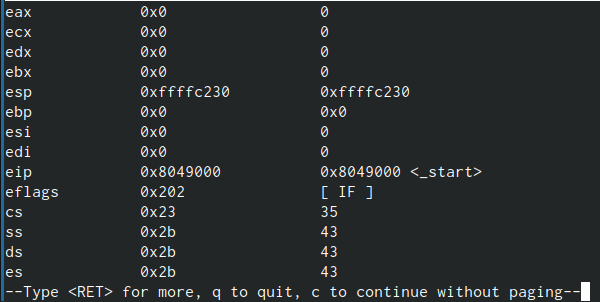 eax 0x0 0
ecx 0x0 0
edx 0x0 0
ebx 0x0 0
esp 0xffffc230 0xffffc230
ebp 0x0 0x0
esi 0x0 0
edi 0x0 0
eip 0x8049000 0x8049000 <_start>
eflags 0x202 [ IF ]
cs 0x23 35
ss 0x2b 43
ds 0x2b 43
es 0x2b 43
--Type <RET> for more, q to quit, c to continue without paging--